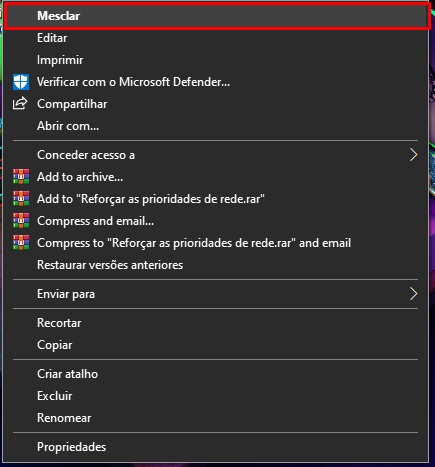 Mesclar
Editar
Imprimir
Verificar com o Microsoft Defender...
Compartilhar
Abrir com...
Conceder acesso a
Add to archive...
Add to "Reforçar as prioridades de rede.rar"
Compress and email...
Compress to "Reforçar as prioridades de rede.rar" and email
Restaurar versões anteriores
Enviar para
Recortar
Copiar
Criar atalho
Excluir
Renomear
Propriedades